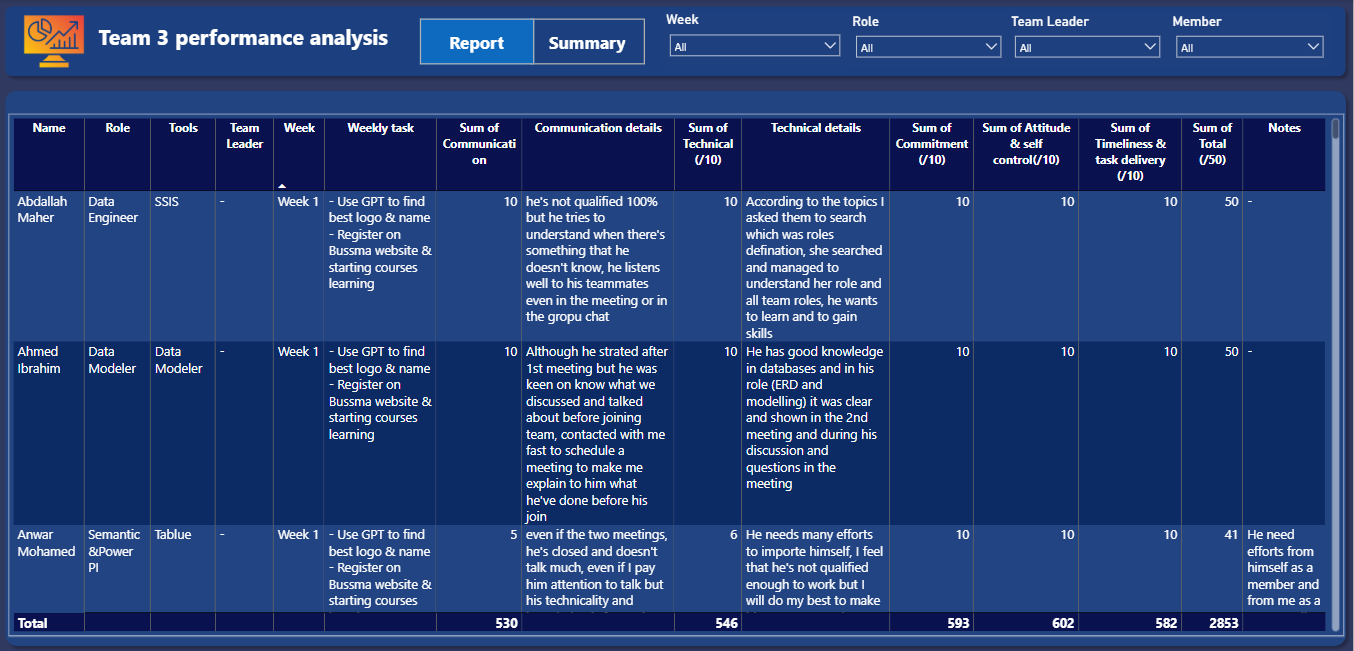 Team 3 performance analysis
Report
Summary
Week
All
Role
All
Team Leader
All
Member
All
Name
Role
Tools
Team
Leader
Week
Weekly task
Sum of
Communicati
on
Communication details
Sum of
Technical
(/10)
Technical details
Sum of
Commitment
(/10)
Sum of Attitude
& self
control(/10)
Sum of
Timeliness &
task delivery
(/10)
Sum of
Total
(/50)
Notes
Abdallah
Maher
Data
Engineer
SSIS
-
Week 1
- Use GPT to find
best logo & name
- Register on
Bussma website &
starting courses
learning
10
he's not qualified 100%
but he tries to
understand when there's
something that he
doesn't know, he listens
well to his teammates
even in the meeting or in
the gropu chat
10
According to the topics I
asked them to search
which was roles
defination, she searched
and managed to
understand her role and
all team roles, he wants
to learn and to gain
skills
10
10
10
50
-
Ahmed
Ibrahim
Data
Modeler
Data
Modeler
-
Week 1
- Use GPT to find
best logo & name
- Register on
Bussma website &
starting courses
learning
10
Although he strated after
1st meeting but he was
keen on know what we
discussed and talked
about before joining
team, contacted with me
fast to schedule a
meeting to make me
explain to him what
he've done before his
join
10
He has good knowledge
in databases and in his
role (ERD and
modelling) it was clear
and shown in the 2nd
meeting and during his
discussion and
questions in the
meeting
10
10
10
50
-
Anwar
Mohamed
Semantic
&Power
PI
Tablue
-
Week 1
- Use GPT to find
best logo & name
- Register on
Bussma website &
starting courses
5
even if the two meetings,
he's closed and doesn't
talk much, even if I pay
him attention to talk but
his technicality and
6
He needs many efforts
to importe himself, I feel
that he's not qualified
enough to work but I
will do my best to make
10
10
10
41
He need
efforts from
himself as a
member and
from me as a
Total
530
546
593
602
582
2853